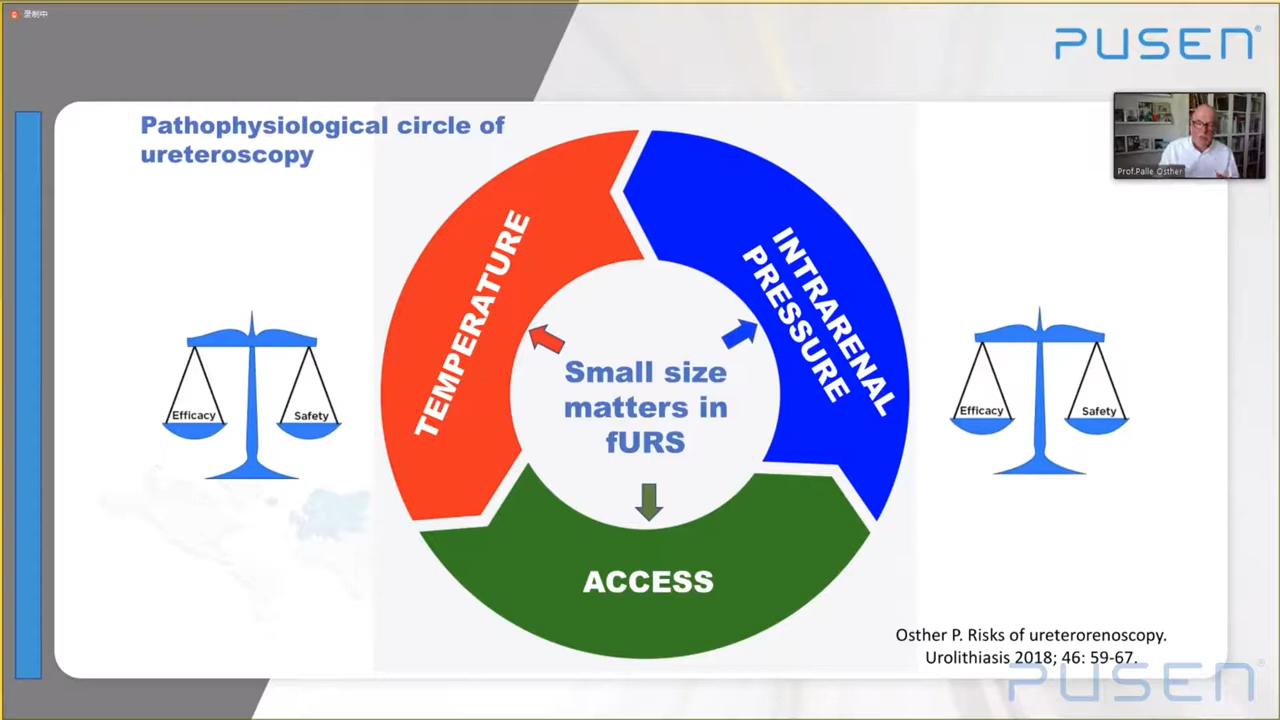 录制中
PUSEN®
Pathophysiological circle of
ureteroscopy
Prof.Palle Osther
TEMPERATURE
INTRARENAL
PRESSURE
Small size
matters in
fURS
Efficacy
Safety
Efficacy
Safety
ACCESS
Osther P. Risks of ureterorenoscopy.
Urolithiasis 2018; 46: 59-67.
PUSEN®